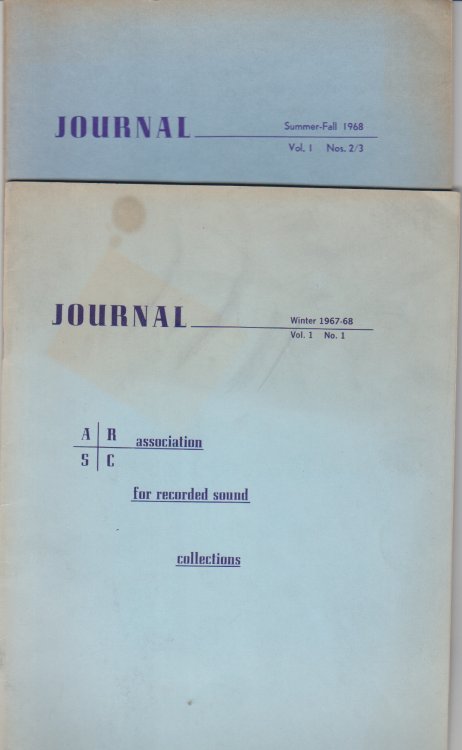 JOURNAL
Summer-Fall 1968
Vol. 1 Nos. 2/3
JOURNAL
Winter 1967-68
Vol. 1 No. 1
A R
association
S C
for recorded sound
collections